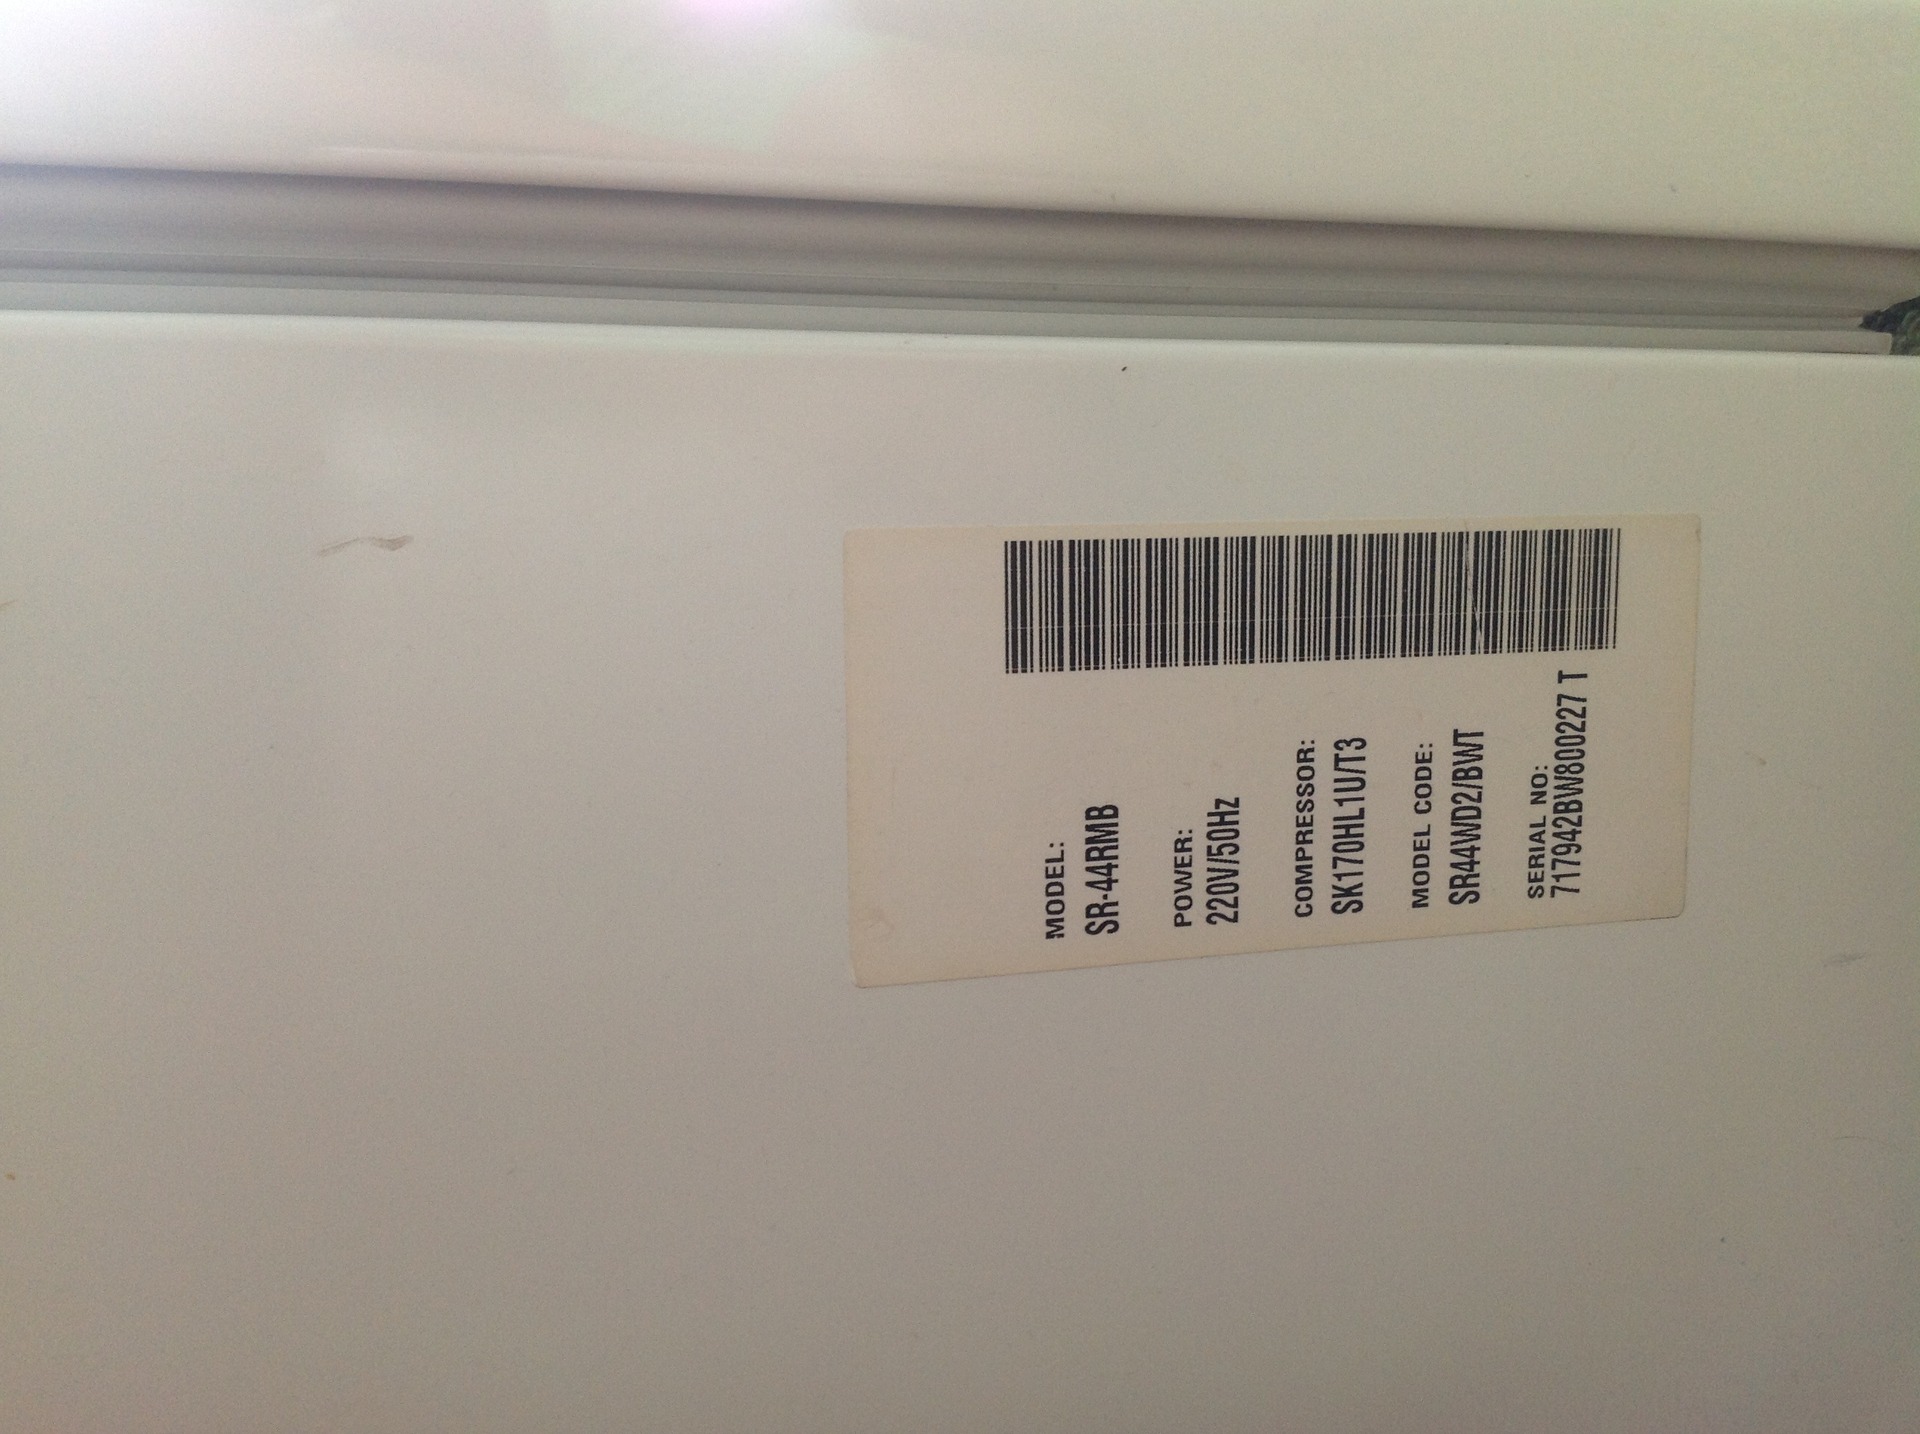 MODEL:
SR-44RMB
POWER:
220V/50Hz
COMPRESSOR:
SK170HL1U/T3
MODEL CODE:
SR44WD2/BWT
SERIAL NO:
717942BW800227 T